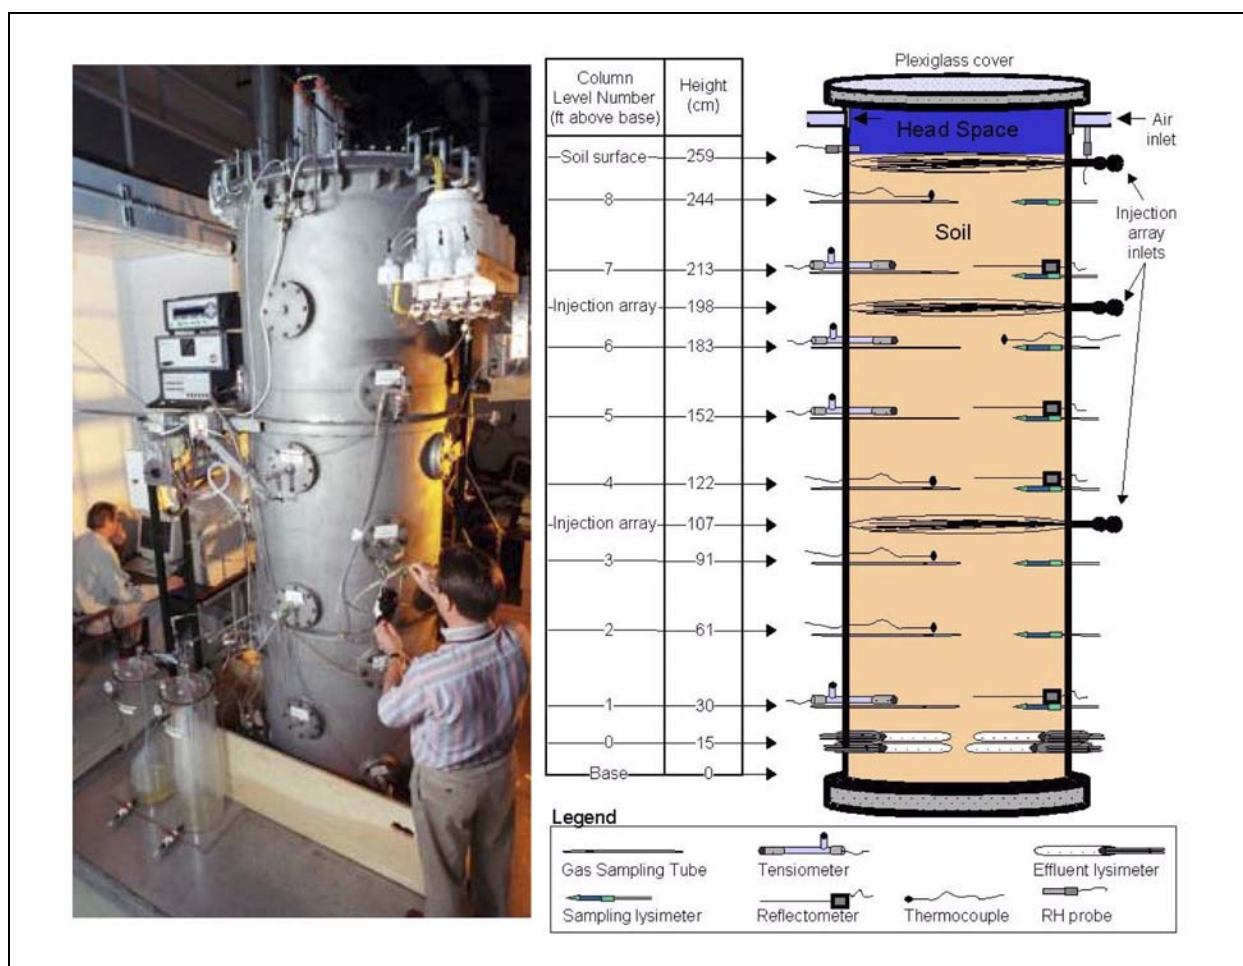 Column
Level Number
(ft above base)
Height
(cm)
Soil surface 259
8 244
7 213
Injection array 198
6 183
5 152
4 122
Injection array 107
3 91
2 61
1 30
0 15
Base 0
Plexiglass cover
Head Space
Air
inlet
Injection
array
inlets
Soil
Legend
Gas Sampling Tube
Tensiometer
Effluent lysimeter
Sampling lysimeter
Reflectometer
Thermocouple
RH probe